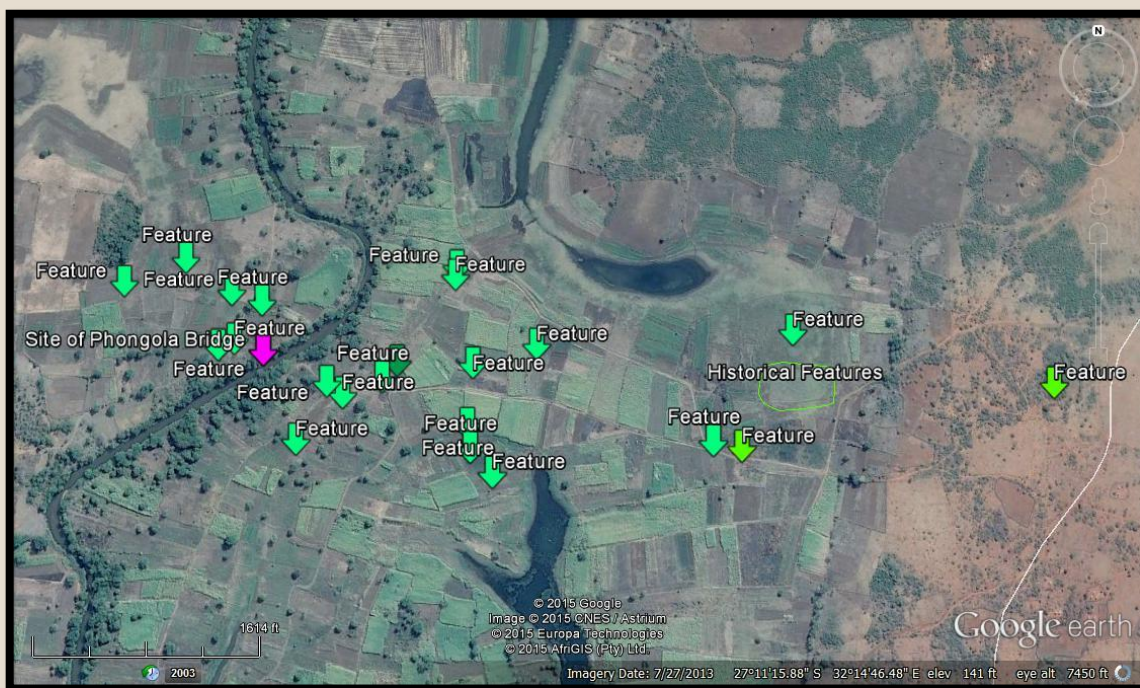 N
Feature
Feature
Feature
Feature
Feature
Feature
Feature
Feature
Site of Phongola Bridge
Feature
Feature
Feature
Feature
Feature
Historical Features
Feature
Feature
Feature
Feature
Feature
Feature
Feature
Feature
Feature
1614 ft
© 2015 Google
Image © 2015 CNES / Astrium
© 2015 Europa Technologies
© 2015 AfriGIS (Pty) Ltd.
Google earth
2003
Imagery Date: 7/27/2013 27°11'15.88" S 32°14'46.48" E elev 141 ft eye alt 7450 ft